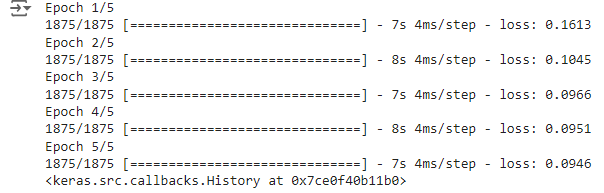 Epoch 1/5
1875/1875 [==============================] - 7s 4ms/step - loss: 0.1613
Epoch 2/5
1875/1875 [==============================] - 8s 4ms/step - loss: 0.1045
Epoch 3/5
1875/1875 [==============================] - 7s 4ms/step - loss: 0.0966
Epoch 4/5
1875/1875 [==============================] - 8s 4ms/step - loss: 0.0951
Epoch 5/5
1875/1875 [==============================] - 7s 4ms/step - loss: 0.0946
<keras.src.callbacks.History at 0x7ce0f40b11b0>